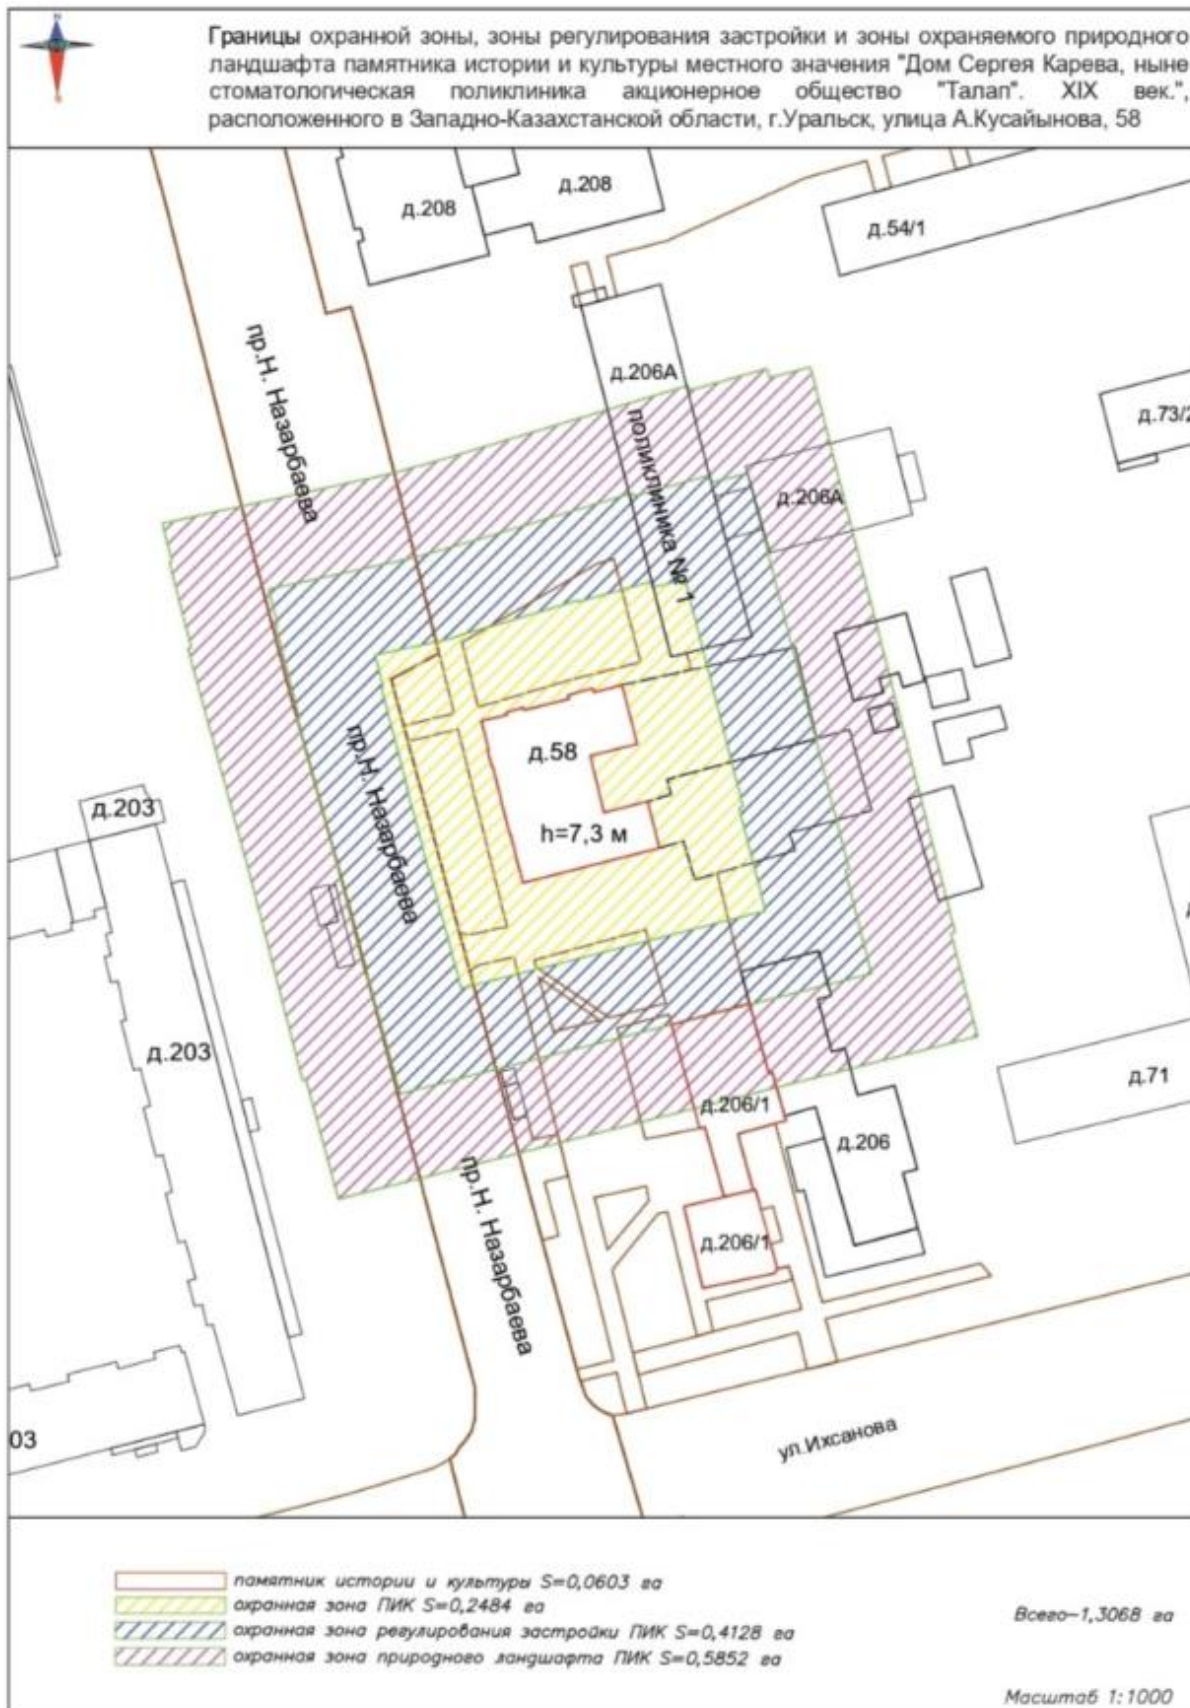 Границы охранной зоны, зоны регулирования застройки и зоны охраняемого природного
ландшафта памятника истории и культуры местного значения "Дом Сергея Карева, ныне
стоматологическая поликлиника акционерное общество "Талап". XIX век.",
расположенного в Западно-Казахстанской области, г.Уральск, улица А.Кусайынова, 58
д.208
д.208
д.54/1
пр.Н. Назарбаева
д.206А
д.73/2
поликлиника № 1
д.206А
д.58
пр.Н. Назарбаева
д.203
h=7,3 м
д.203
д.71
д.206/1
д.206
пр.Н. Назарбаева
д.206/1
03
ул.Ихсанова
памятник истории и культуры S=0,0603 га
охранная зона ПИК S=0,2484 га
Всего-1,3068 га
охранная зона регулирования застройки ПИК S=0,4128 га
охранная зона природного ландшафта ПИК S=0,5852 га
Масштаб 1:1000